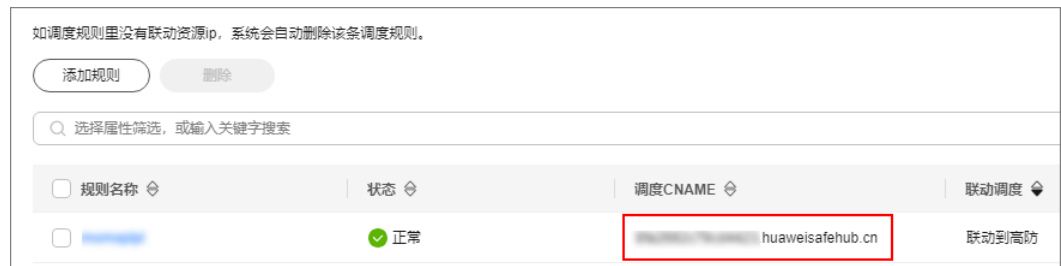 如调度规则里没有联动资源ip，系统会自动删除该条调度规则。
添加规则 删除
选择属性筛选，或输入关键字搜索
规则名称 状态 调度CNAME 联动调度
正常 huaweisafehub.cn 联动到高防